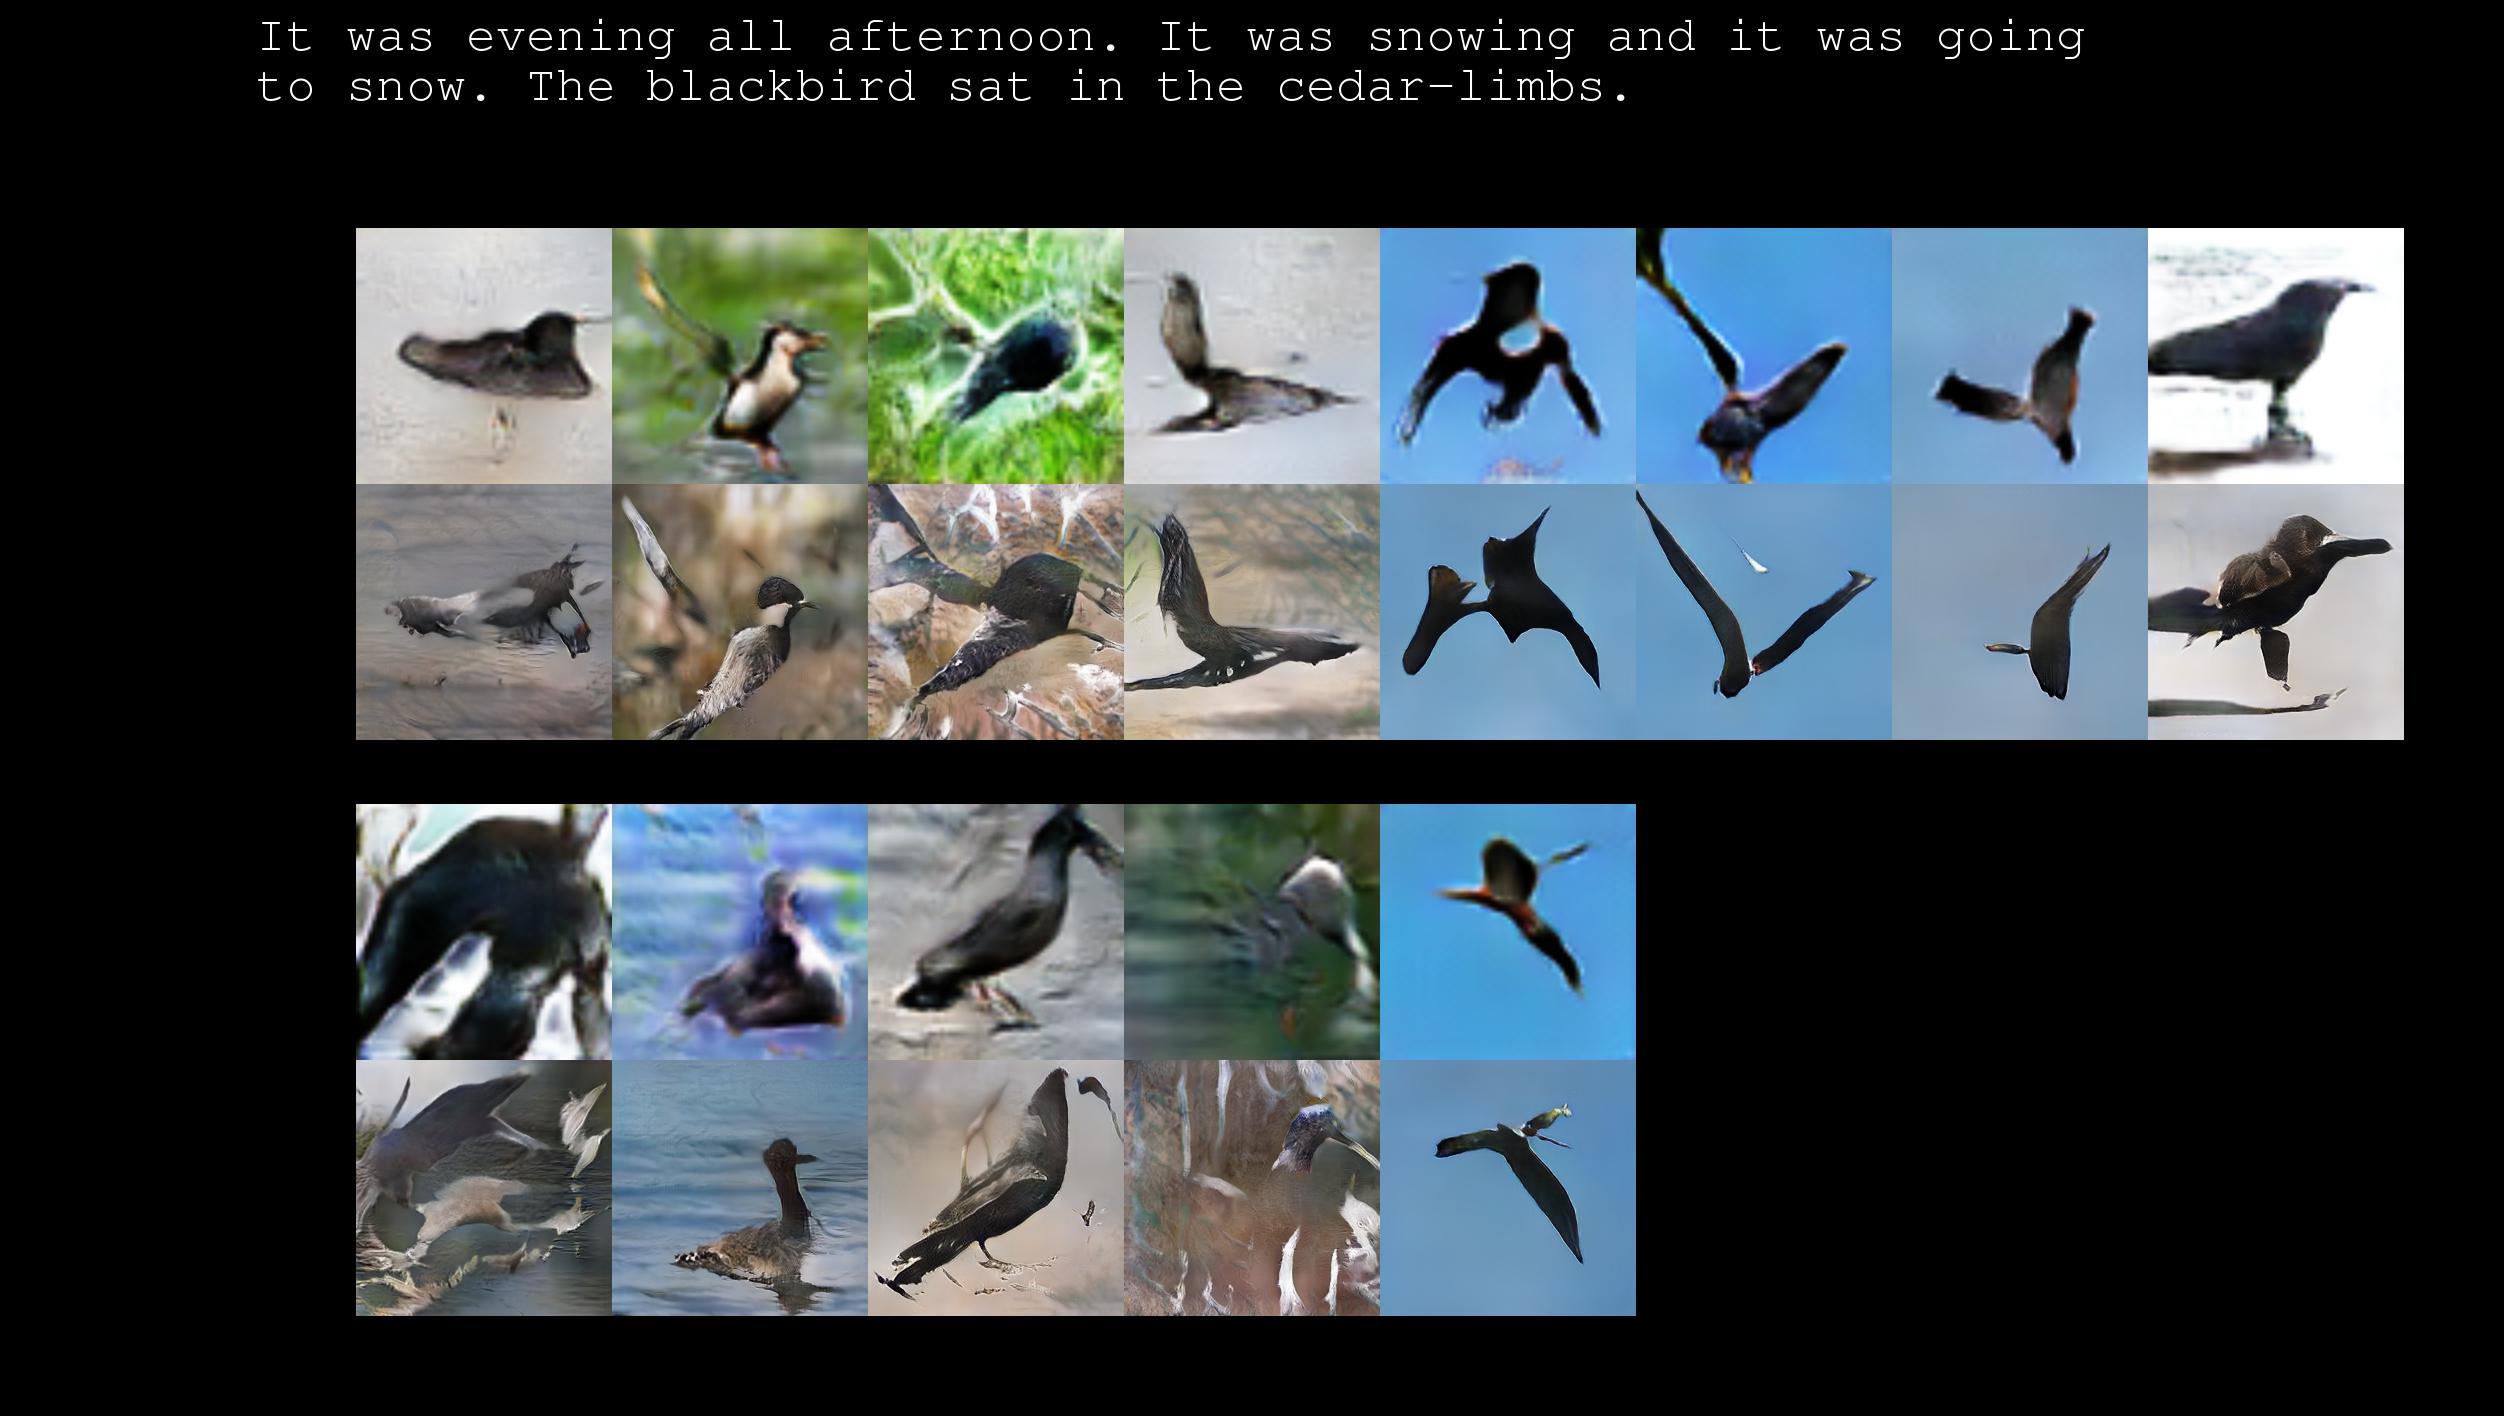 It was evening all afternoon. It was snowing and it was going
to snow. The blackbird sat in the cedar-limbs.